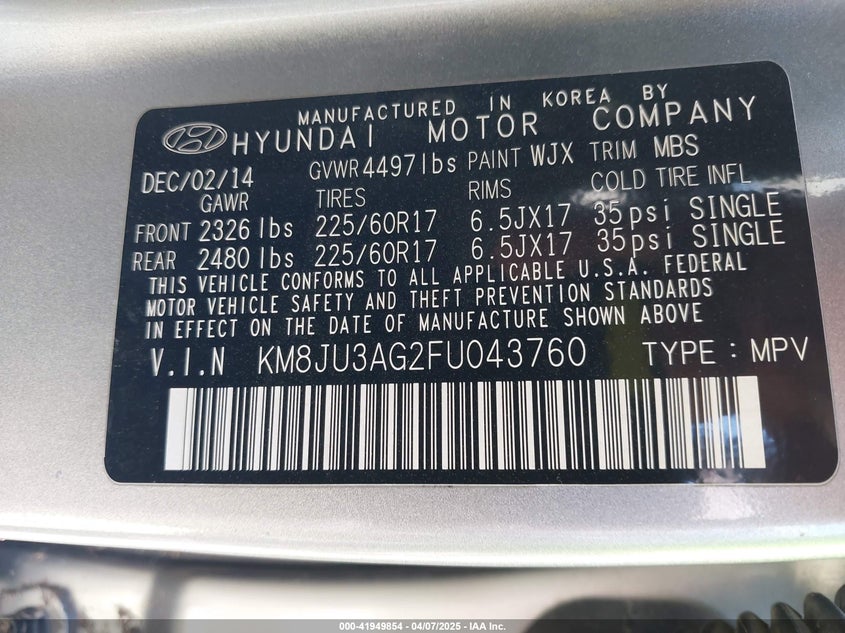 MANUFACTURED IN KOREA BY
HYUNDAI MOTOR COMPANY
DEC/02/14 GVWR 4497lbs PAINT WJX TRIM MBS
GAWR TIRES RIMS COLD TIRE INFL
FRONT 2326 lbs 225/60R17 6.5JX17 35psi SINGLE
REAR 2480 lbs 225/60R17 6.5JX17 35psi SINGLE
THIS VEHICLE CONFORMS TO ALL APPLICABLE U.S.A. FEDERAL
MOTOR VEHICLE SAFETY AND THEFT PREVENTION STANDARDS
IN EFFECT ON THE DATE OF MANUFACTURE SHOWN ABOVE
V.I.N KM8JU3AG2FU043760 TYPE : MPV
000-41949854 - 04/07/2025 - IAA Inc.